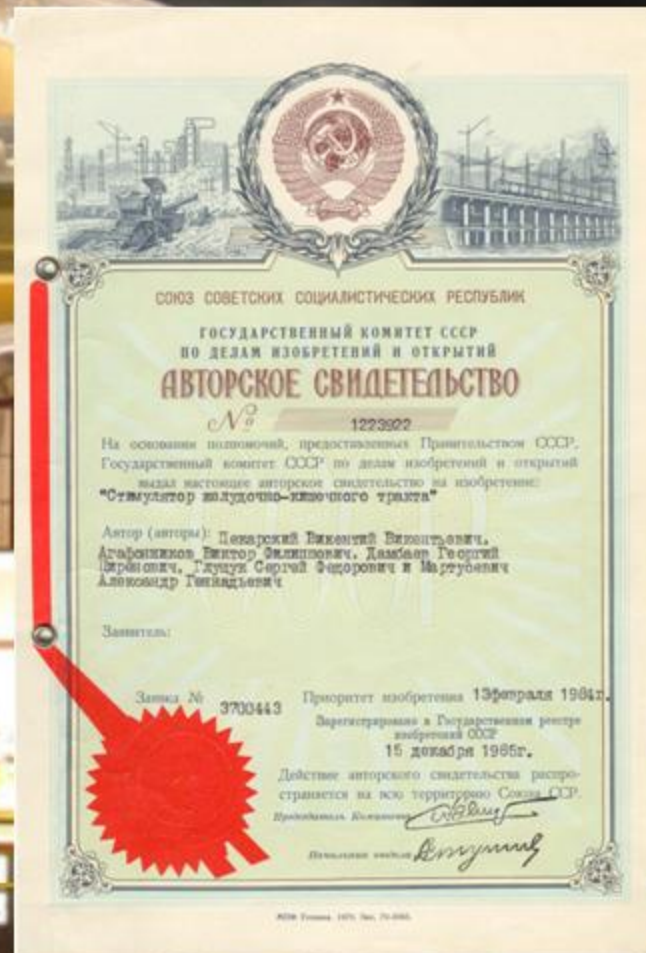 СОЮЗ СОВЕТСКИХ СОЦИАЛИСТИЧЕСКИХ РЕСПУБЛИК
ГОСУДАРСТВЕННЫЙ КОМИТЕТ СССР
ПО ДЕЛАМ ИЗОБРЕТЕНИЙ И ОТКРЫТИЙ
АВТОРСКОЕ СВИДЕТЕЛЬСТВО
№ 1223922
На основании полномочий, предоставленных Правительством СССР,
Государственный комитет СССР по делам изобретений и открытий
выдал настоящее авторское свидетельство на изобретение:
"Стимулятор желудочно-кишечного тракта"
Автор (авторы): Пекарский Викентий Викентьевич,
Агафонников Виктор Филиппович, Дамбаев Георгий
Цыренович, Глущук Сергей Федорович и Мартусевич
Александр Геннадьевич
Заявитель:
Заявка № 3700443
Приоритет изобретения 13февраля 1984г.
Зарегистрировано в Государственном реестре
изобретений СССР
15 декабря 1985г.
Действие авторского свидетельства распро-
страняется на всю территорию Союза ССР.
Председатель Комитета
Начальник отдела